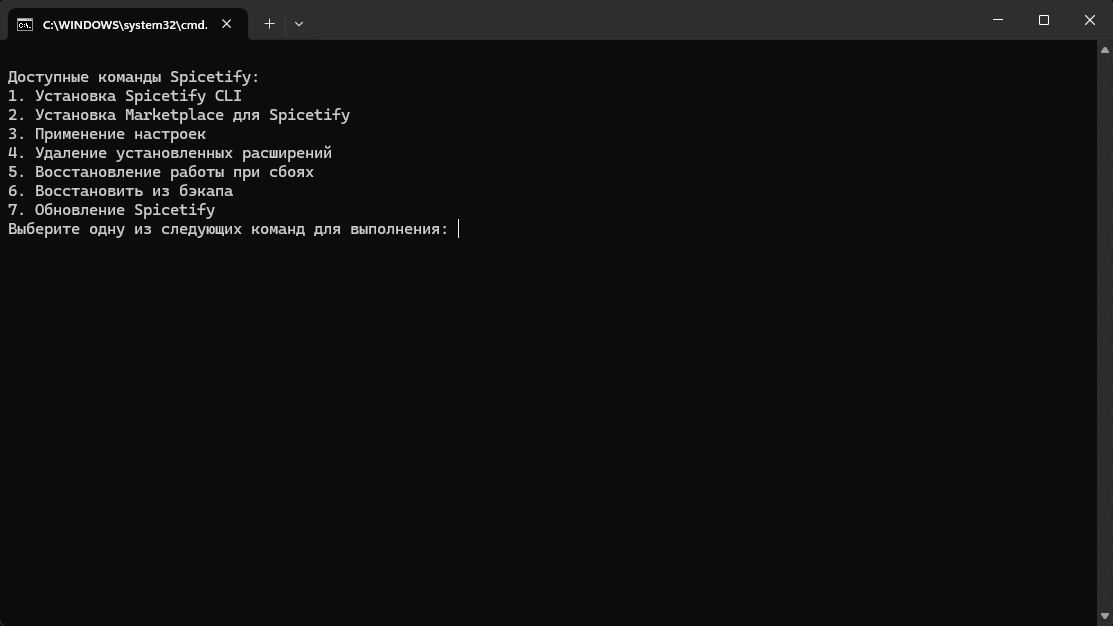 C:\WINDOWS\system32\cmd.
Доступные команды Spicetify:
1. Установка Spicetify CLI
2. Установка Marketplace для Spicetify
3. Применение настроек
4. Удаление установленных расширений
5. Восстановление работы при сбоях
6. Восстановить из бэкапа
7. Обновление Spicetify
Выберите одну из следующих команд для выполнения: